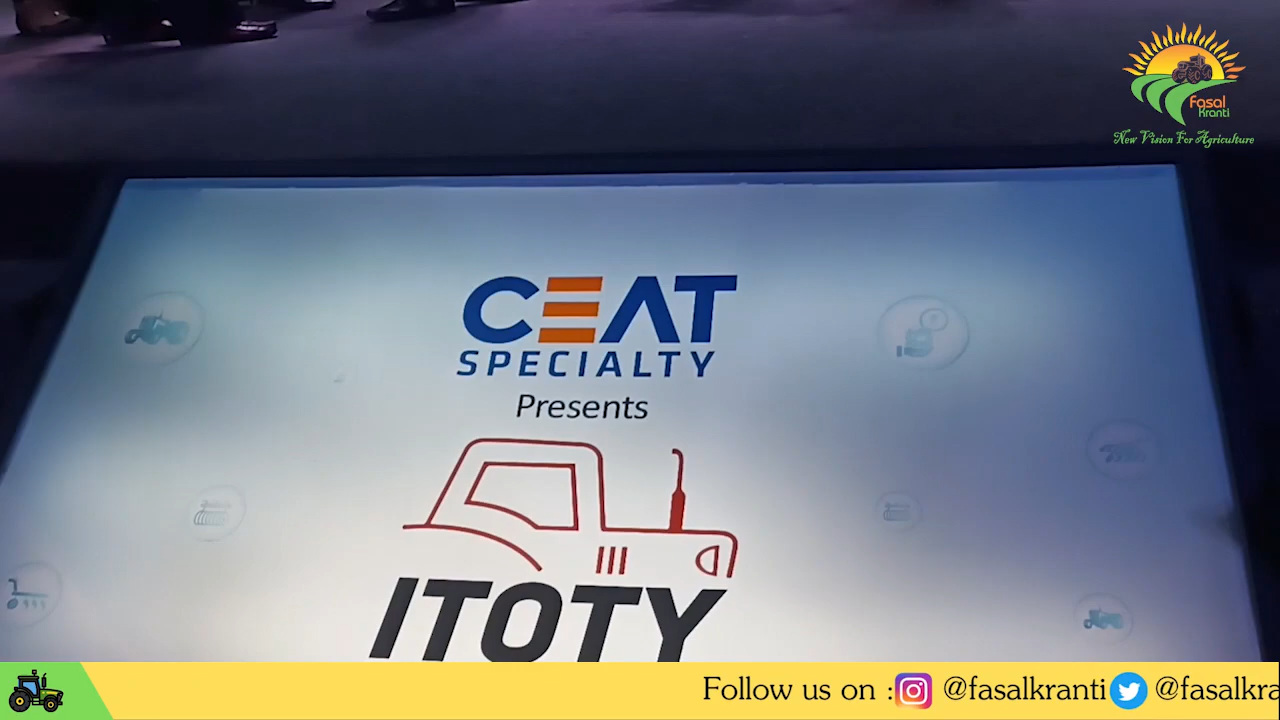 Fasal
Kranti
New Vision For Agriculture
CEAT
SPECIALTY
Presents
ITOTY
Follow us on : @fasalkranti @fasalkra